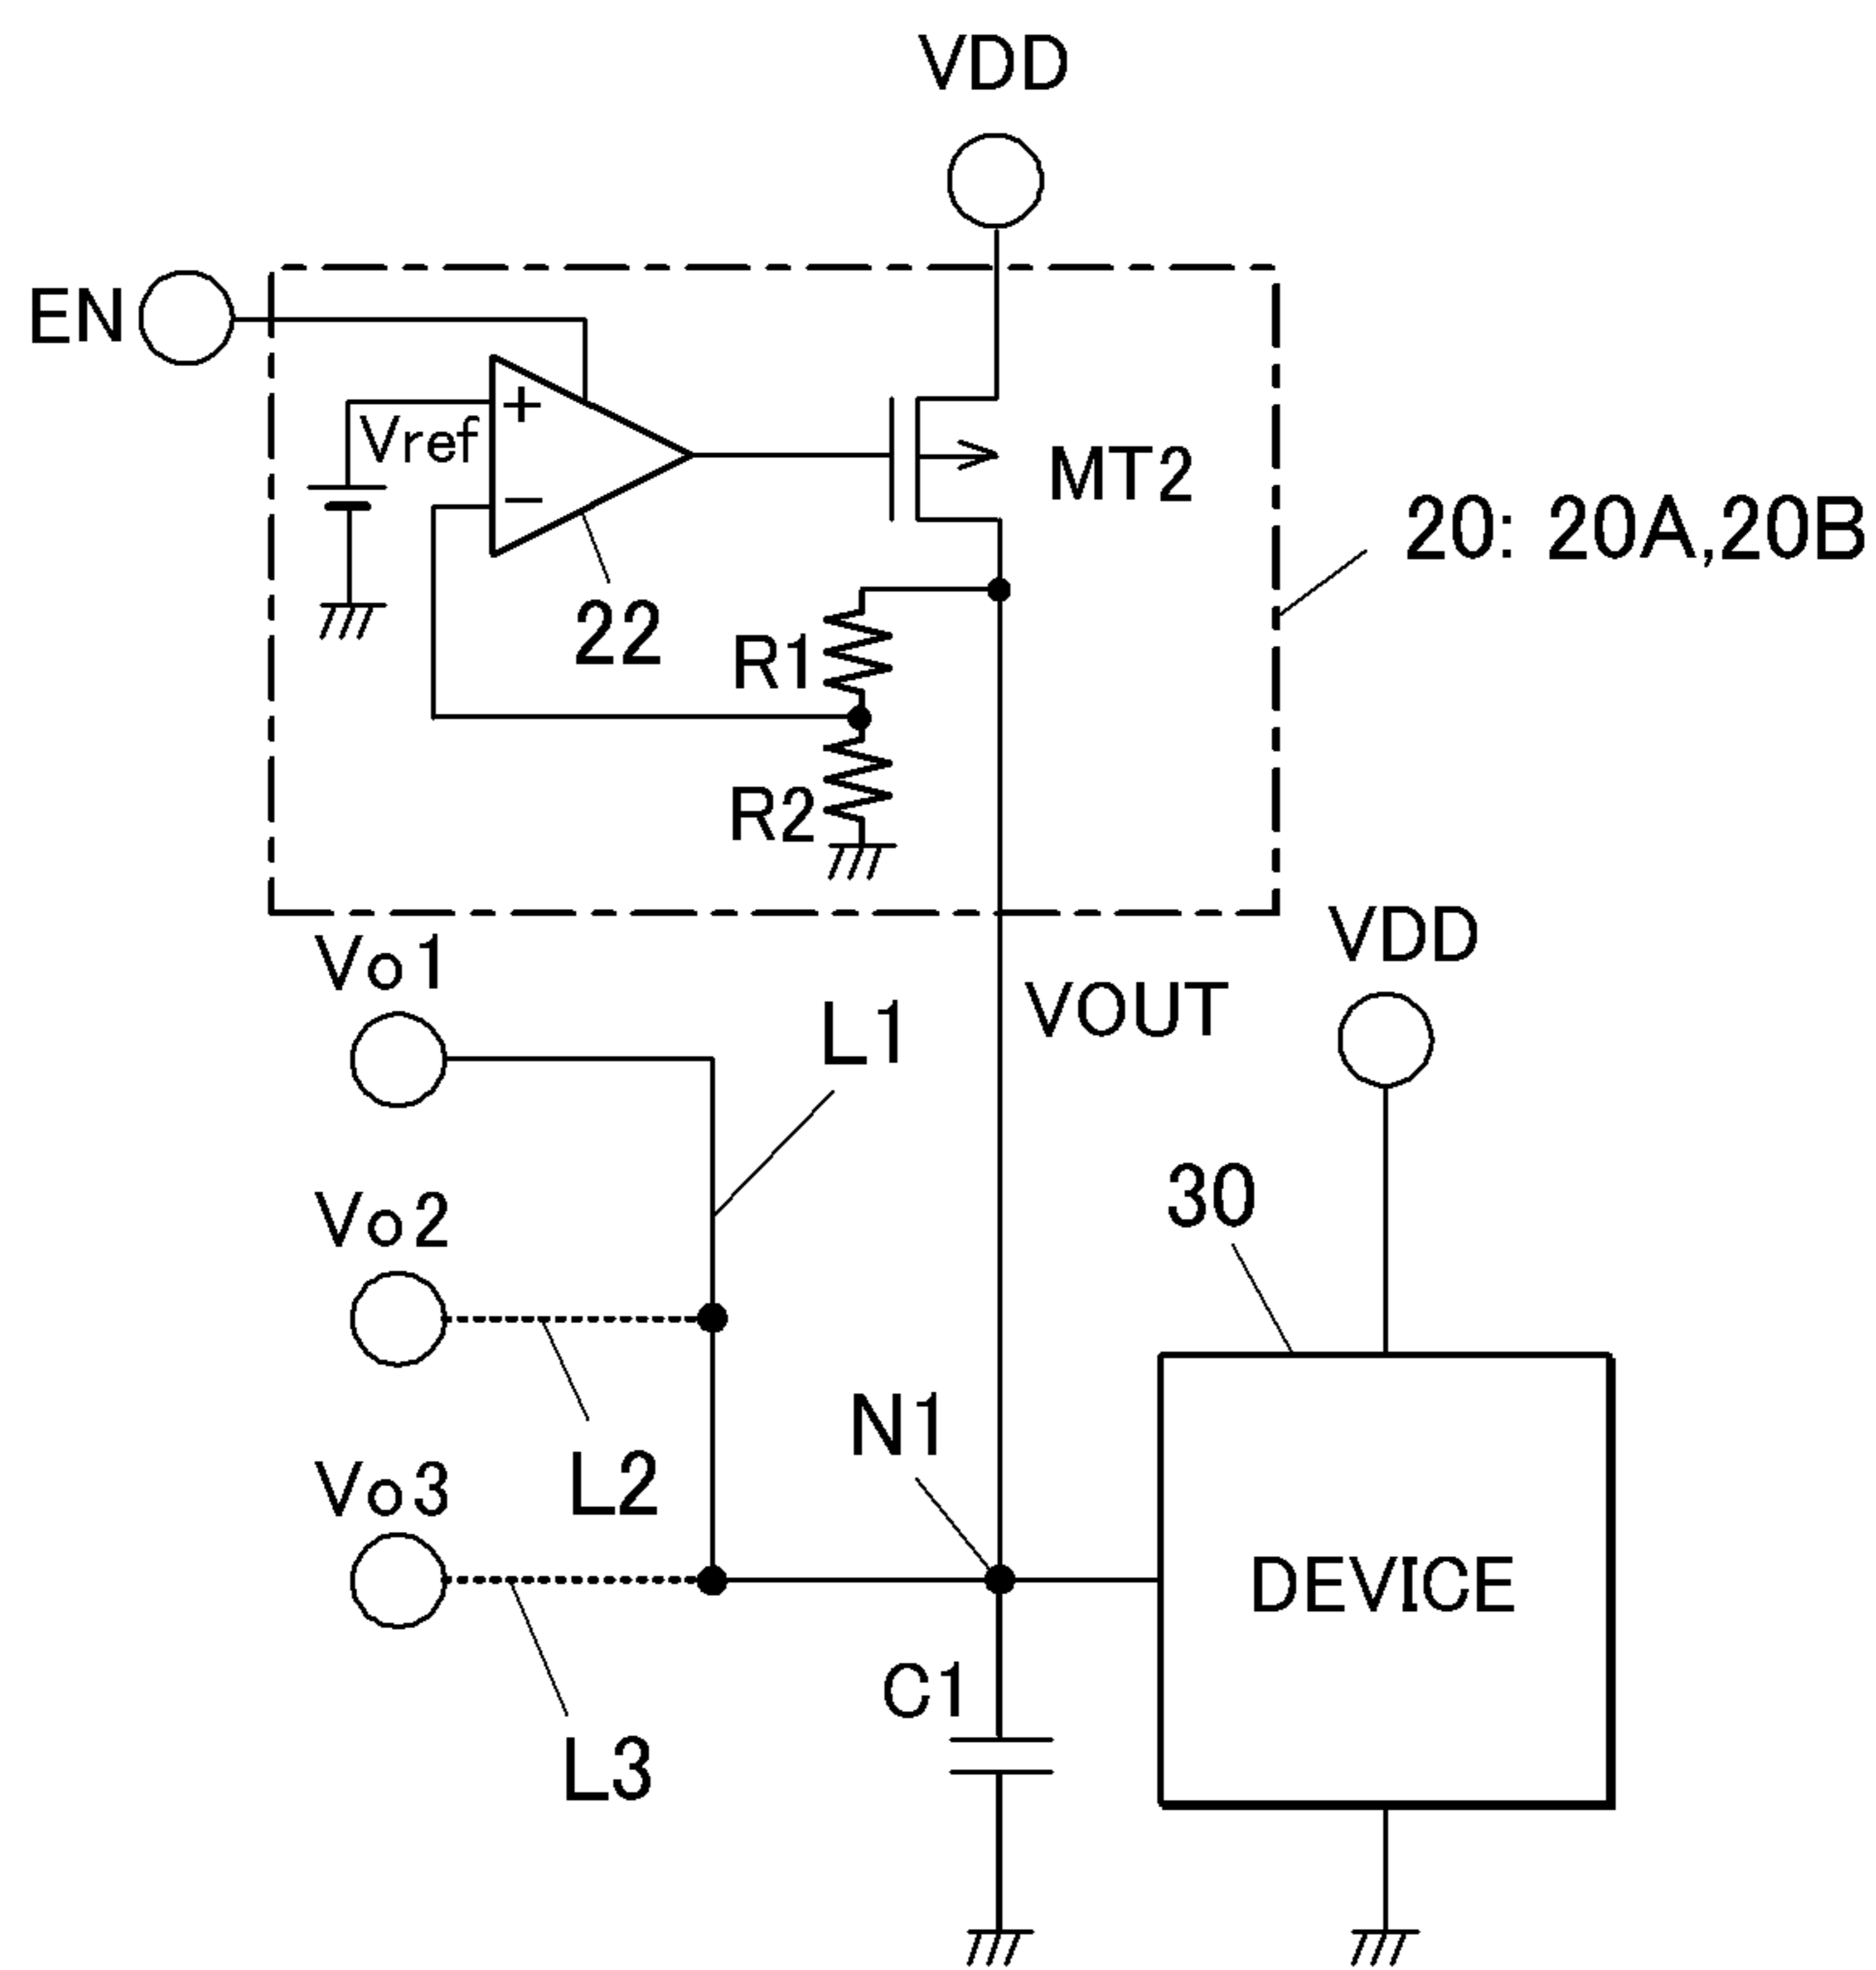 VDD
EN
+
Vref
−
MT2
20: 20A,20B
22
R1
R2
Vo1
VOUT
VDD
L1
Vo2
30
L2
N1
Vo3
DEVICE
C1
L3